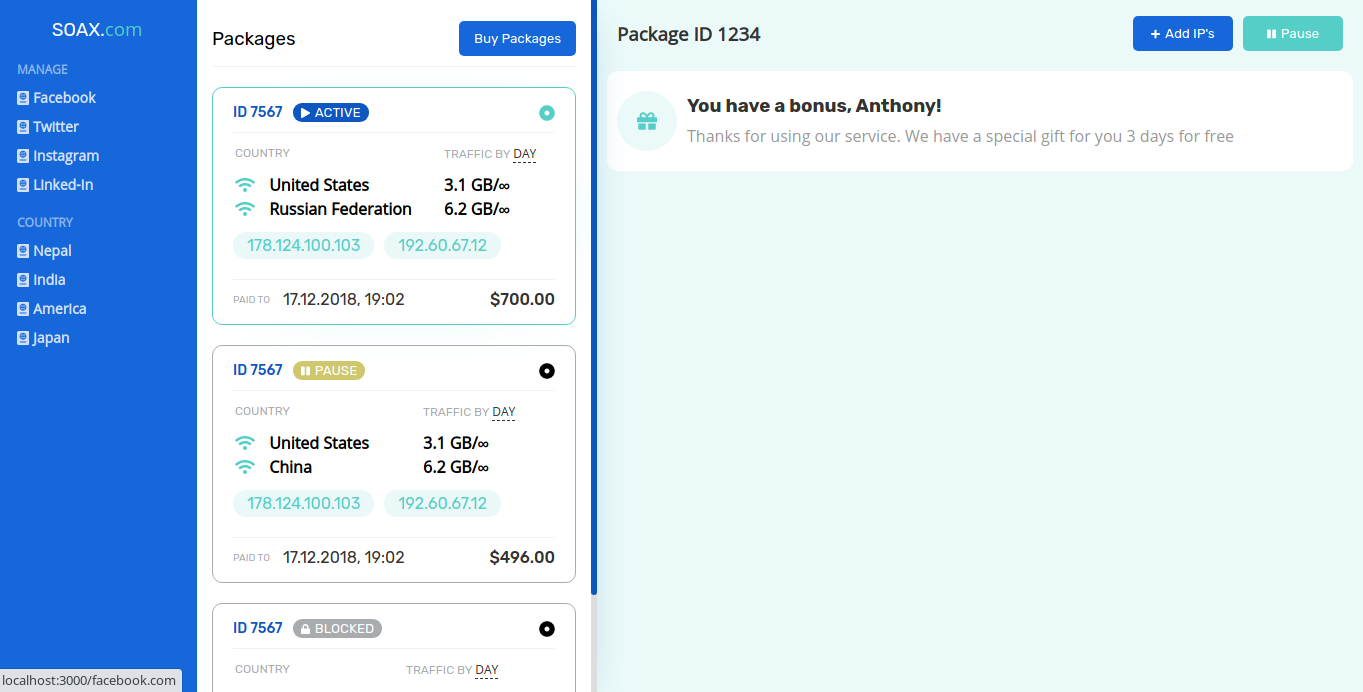 SOAX.com
MANAGE
Facebook
Twitter
Instagram
Linked-In
COUNTRY
Nepal
India
America
Japan
localhost:3000/facebook.com
Packages
Buy Packages
ID 7567 ACTIVE
COUNTRY TRAFFIC BY DAY
United States 3.1 GB/∞
Russian Federation 6.2 GB/∞
178.124.100.103 192.60.67.12
PAID TO 17.12.2018, 19:02 $700.00
ID 7567 PAUSE
COUNTRY TRAFFIC BY DAY
United States 3.1 GB/∞
China 6.2 GB/∞
178.124.100.103 192.60.67.12
PAID TO 17.12.2018, 19:02 $496.00
ID 7567 BLOCKED
COUNTRY TRAFFIC BY DAY
Package ID 1234
+ Add IP's
Pause
You have a bonus, Anthony!
Thanks for using our service. We have a special gift for you 3 days for free